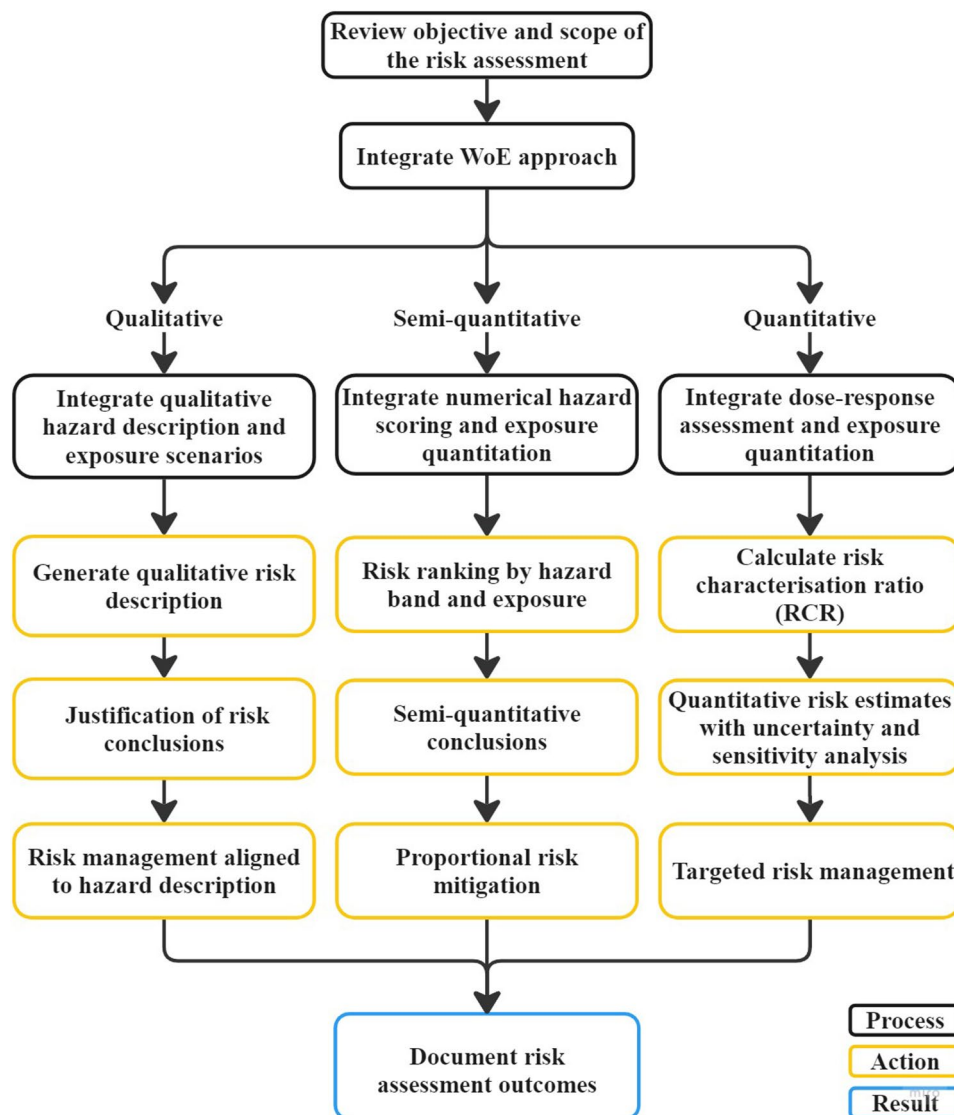 Review objective and scope of
the risk assessment
Integrate WoE approach
Qualitative
Semi-quantitative
Quantitative
Integrate qualitative
hazard description and
exposure scenarios
Integrate numerical hazard
scoring and exposure
quantitation
Integrate dose-response
assessment and exposure
quantitation
Generate qualitative risk
description
Risk ranking by hazard
band and exposure
Calculate risk
characterisation ratio
(RCR)
Justification of risk
conclusions
Semi-quantitative
conclusions
Quantitative risk estimates
with uncertainty and
sensitivity analysis
Risk management aligned
to hazard description
Proportional risk
mitigation
Targeted risk management
Document risk
assessment outcomes
Process
Action
Result
miro